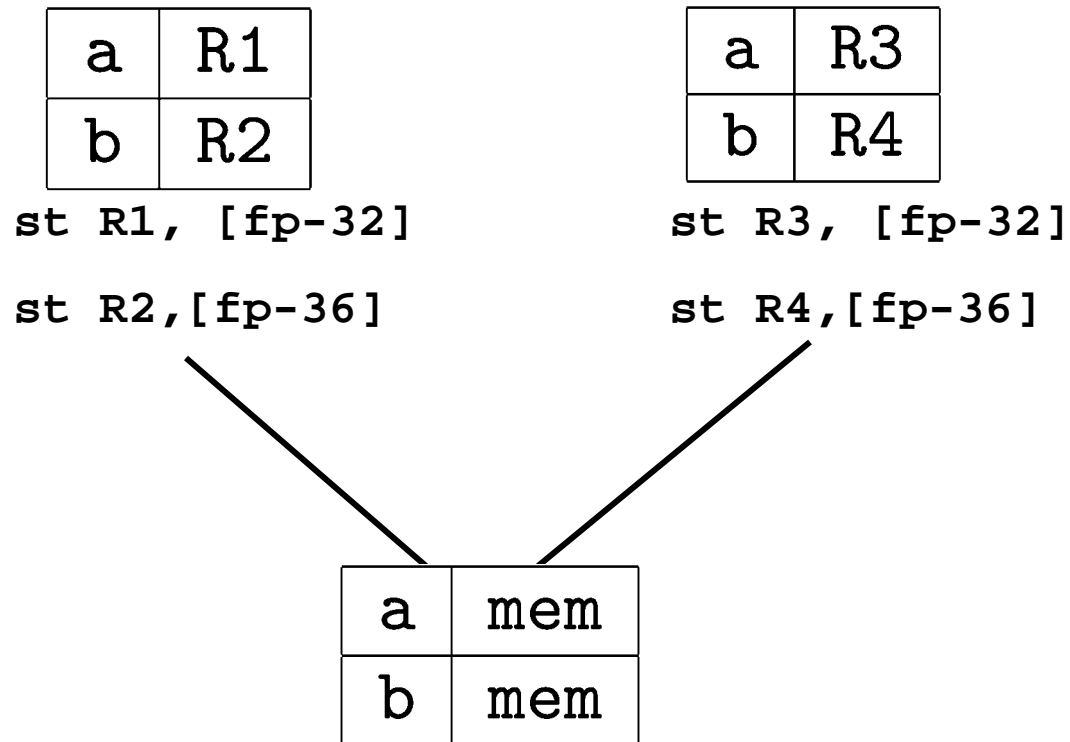 a R1
b R2
st R1, [fp-32]
st R2,[fp-36]
a R3
b R4
st R3, [fp-32]
st R4,[fp-36]
a mem
b mem